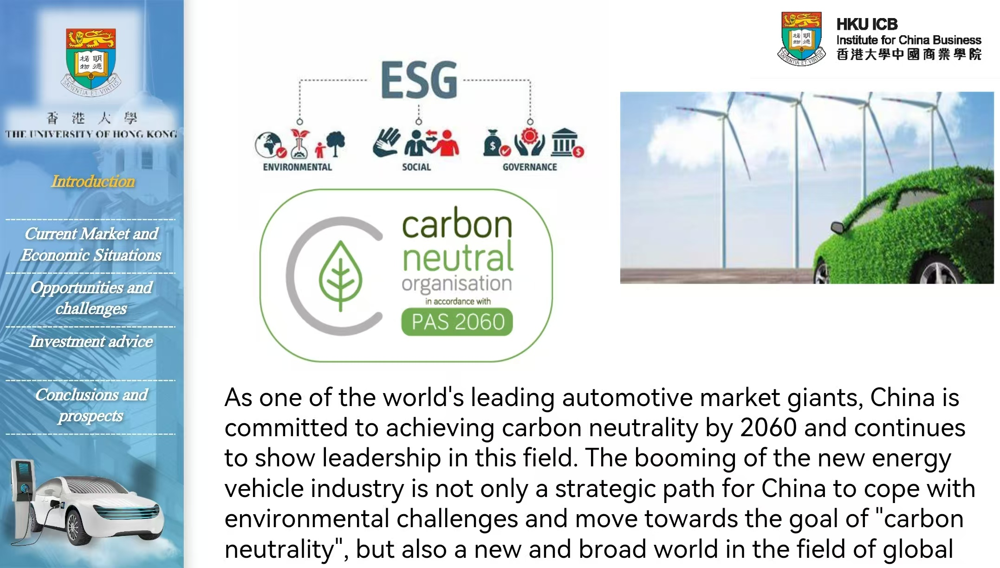 明德
格物
SAPIENTIA·ET·VIRTUS
香港大學
THE UNIVERSITY OF HONG KONG
Introduction
Current Market and
Economic Situations
Opportunities and
challenges
Investment advice
Conclusions and
prospects
ESG
ENVIRONMENTAL
SOCIAL
GOVERNANCE
carbon
neutral
organisation
in accordance with
PAS 2060
明德
格物
SAPIENTIA·ET·VIRTUS
HKU ICB
Institute for China Business
香港大學中國商業學院
As one of the world's leading automotive market giants, China is
committed to achieving carbon neutrality by 2060 and continues
to show leadership in this field. The booming of the new energy
vehicle industry is not only a strategic path for China to cope with
environmental challenges and move towards the goal of "carbon
neutrality", but also a new and broad world in the field of global